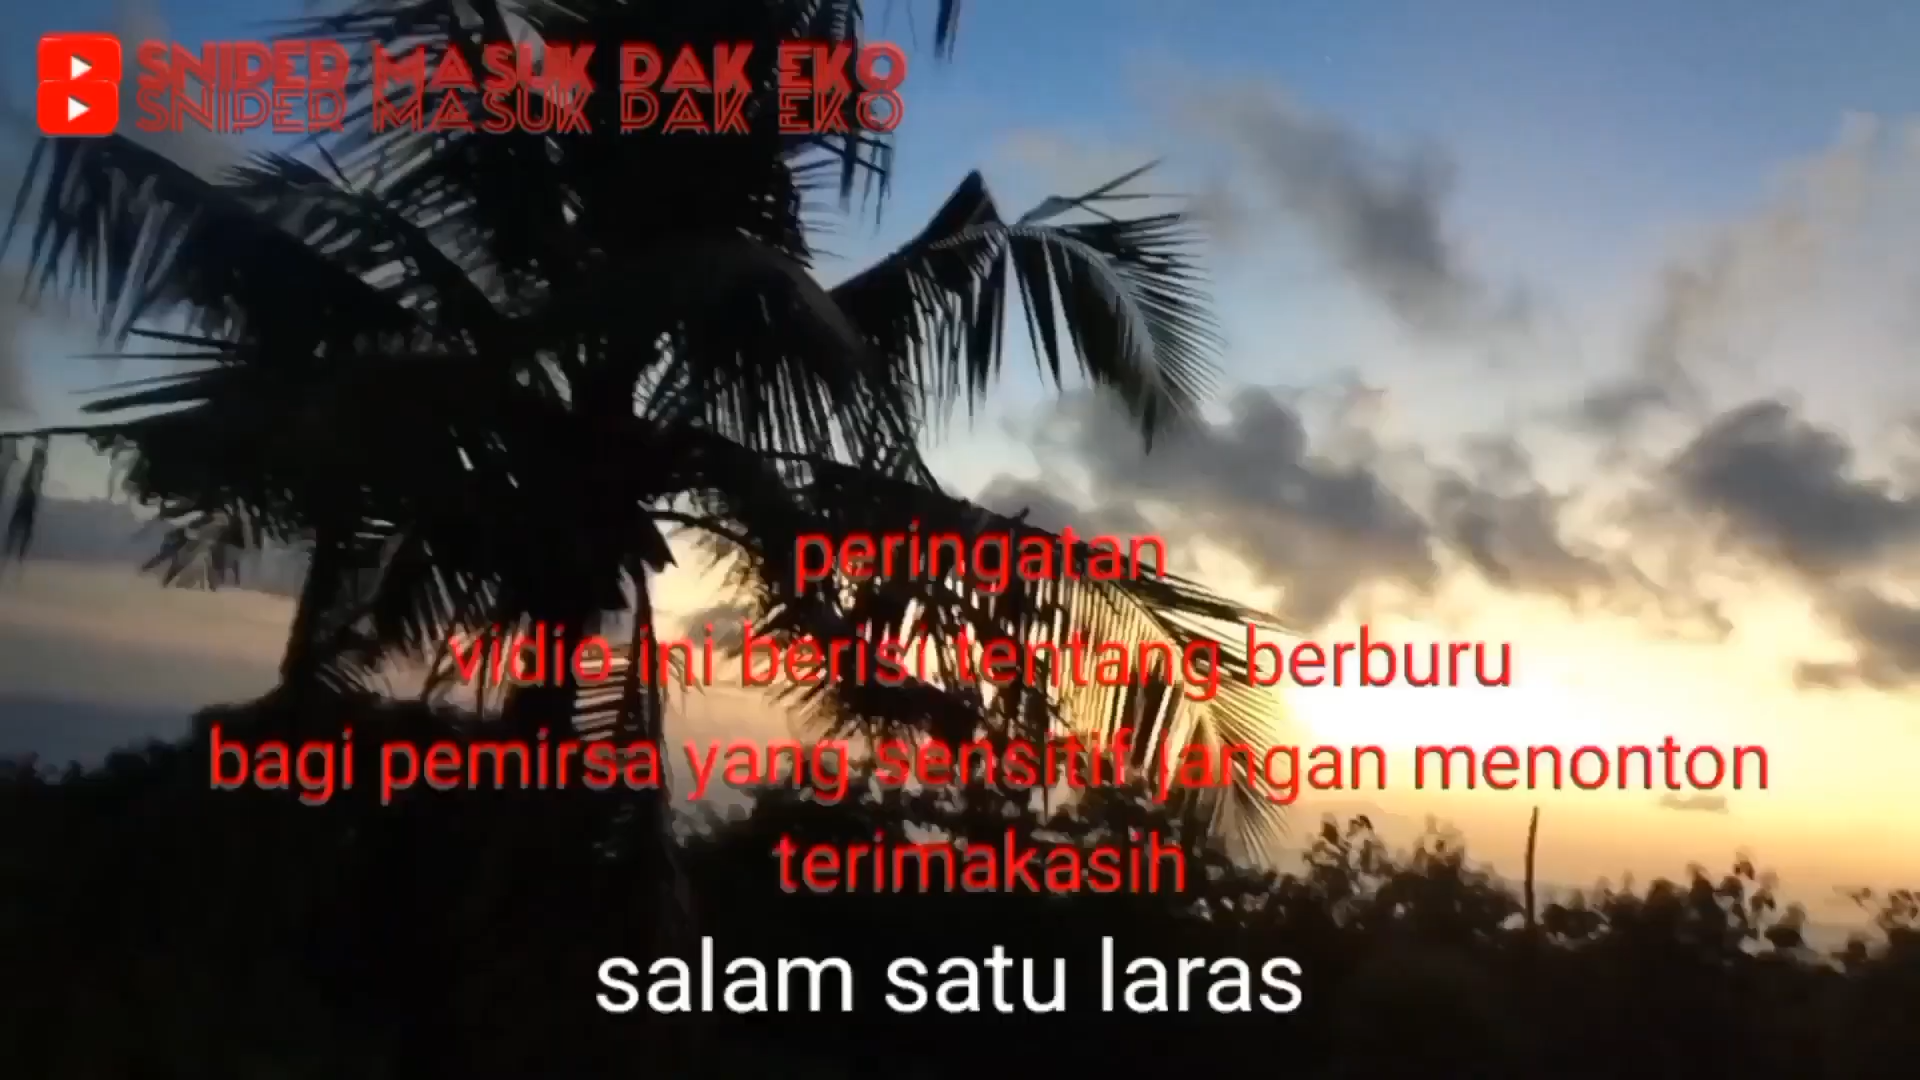 SNIPER MASUK PAK EKO
SNIPER MASUK PAK EKO
peringatan
vidio ini berisi tentang berburu
bagi pemirsa yang sensitif jangan menonton
terimakasih
salam satu laras